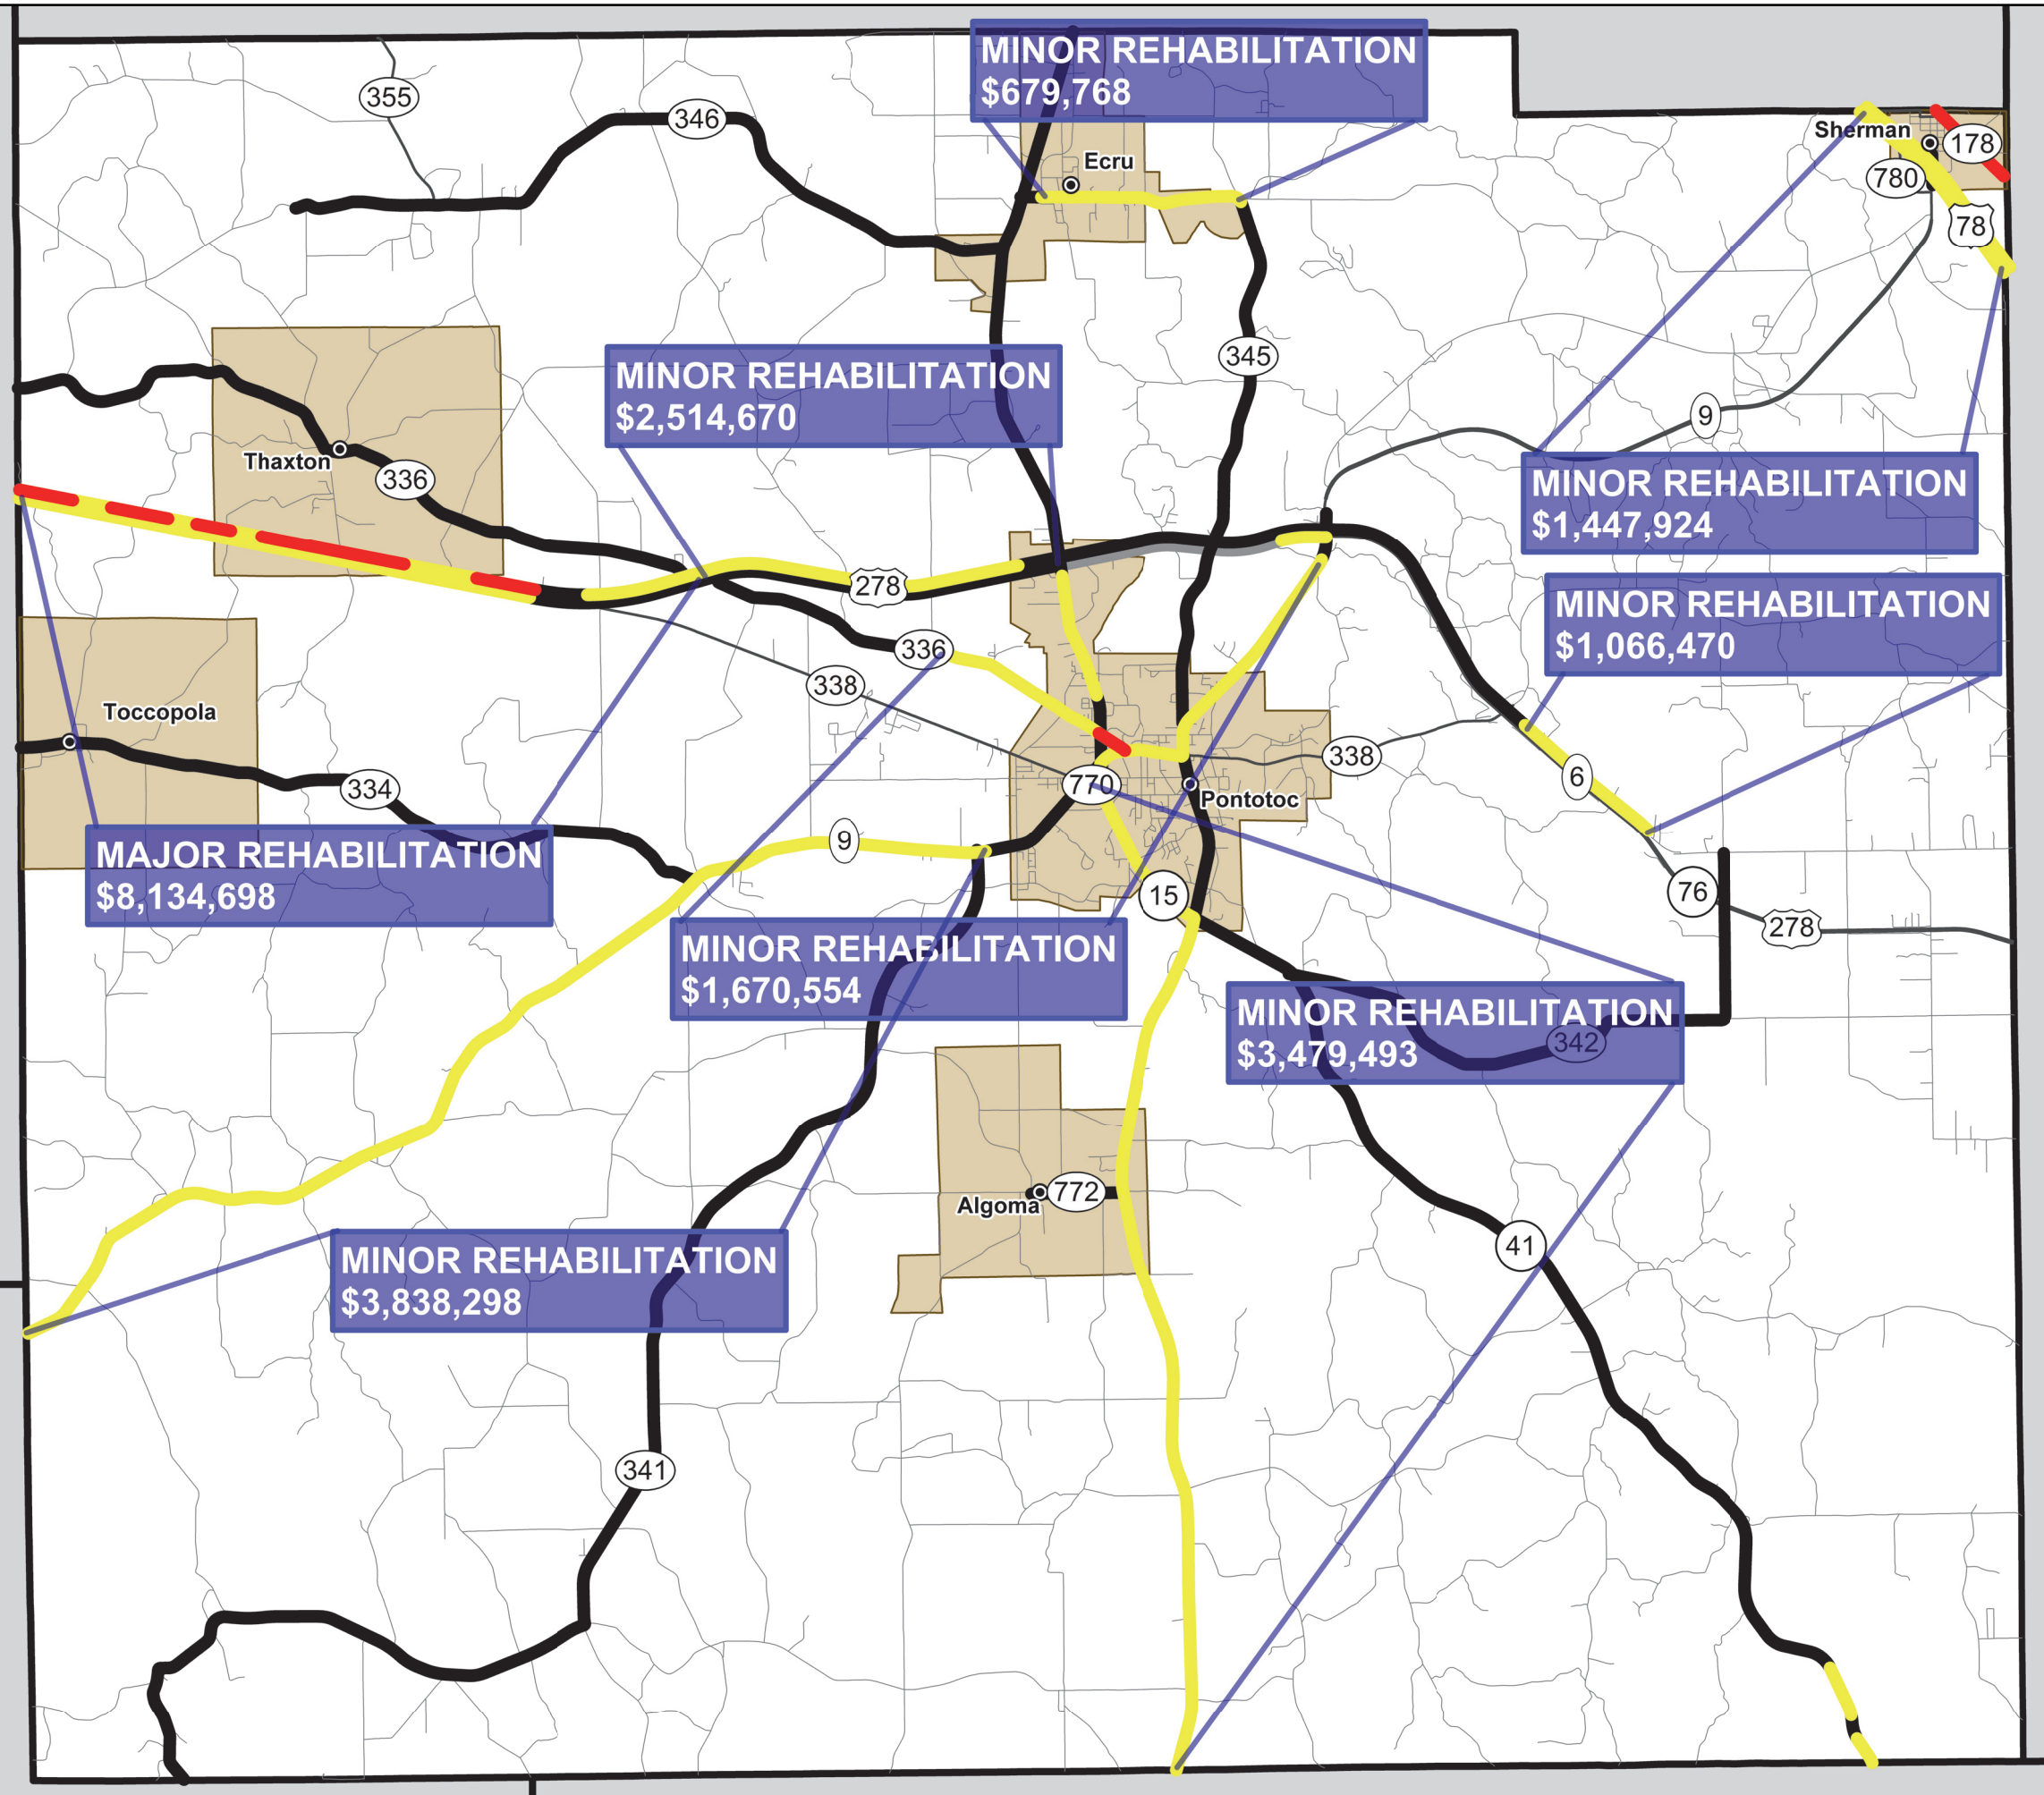 MINOR REHABILITATION
$679,768
355
346
Ecru
Sherman
178
780
78
345
MINOR REHABILITATION
$2,514,670
9
Thaxton
336
MINOR REHABILITATION
$1,447,924
278
MINOR REHABILITATION
$1,066,470
336
338
Toccopola
338
6
770
Pontotoc
334
9
MAJOR REHABILITATION
$8,134,698
15
76
278
MINOR REHABILITATION
$1,670,554
MINOR REHABILITATION
$3,479,493
342
Algoma
772
41
MINOR REHABILITATION
$3,838,298
341